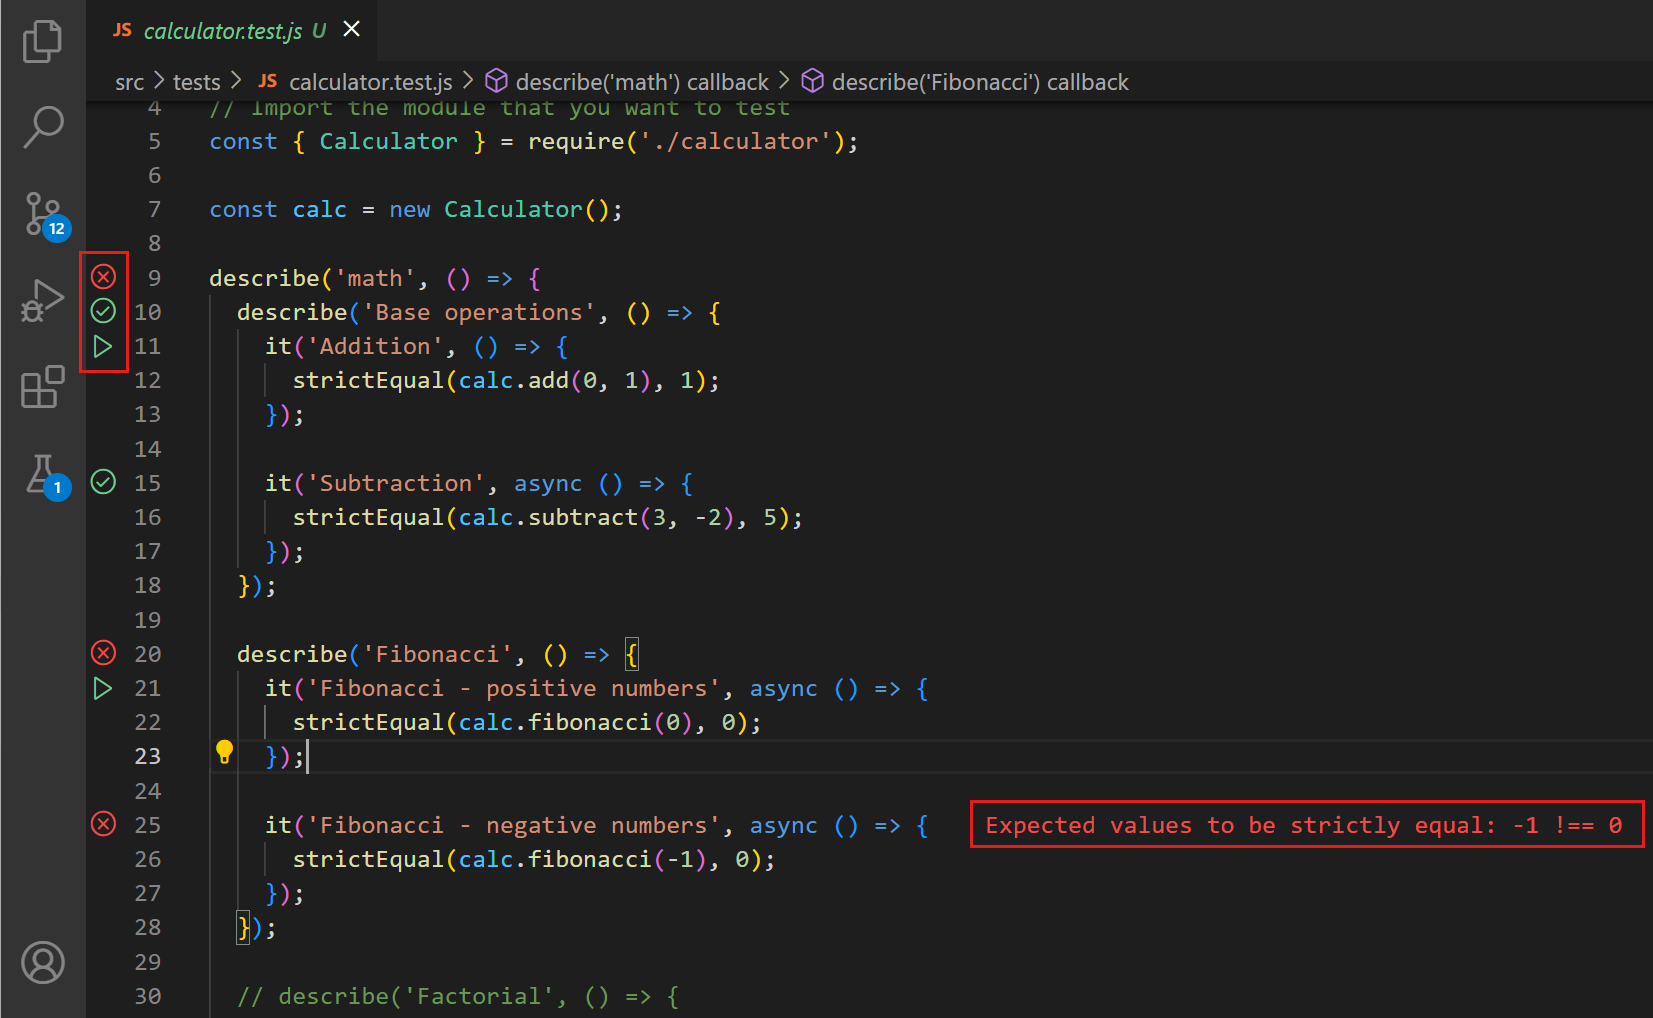 JS calculator.test.js U
src > tests > JS calculator.test.js > describe('math') callback > describe('Fibonacci') callback
4 // Import the module that you want to test
5 const { Calculator } = require('./calculator');
6
7 const calc = new Calculator();
8
9 describe('math', () => {
10 describe('Base operations', () => {
11 it('Addition', () => {
12 strictEqual(calc.add(0, 1), 1);
13 });
14
15 it('Subtraction', async () => {
16 strictEqual(calc.subtract(3, -2), 5);
17 });
18 });
19
20 describe('Fibonacci', () => {
21 it('Fibonacci - positive numbers', async () => {
22 strictEqual(calc.fibonacci(0), 0);
23 });
24
25 it('Fibonacci - negative numbers', async () => { Expected values to be strictly equal: -1 !== 0
26 strictEqual(calc.fibonacci(-1), 0);
27 });
28 });
29
30 // describe('Factorial', () => {
12
1